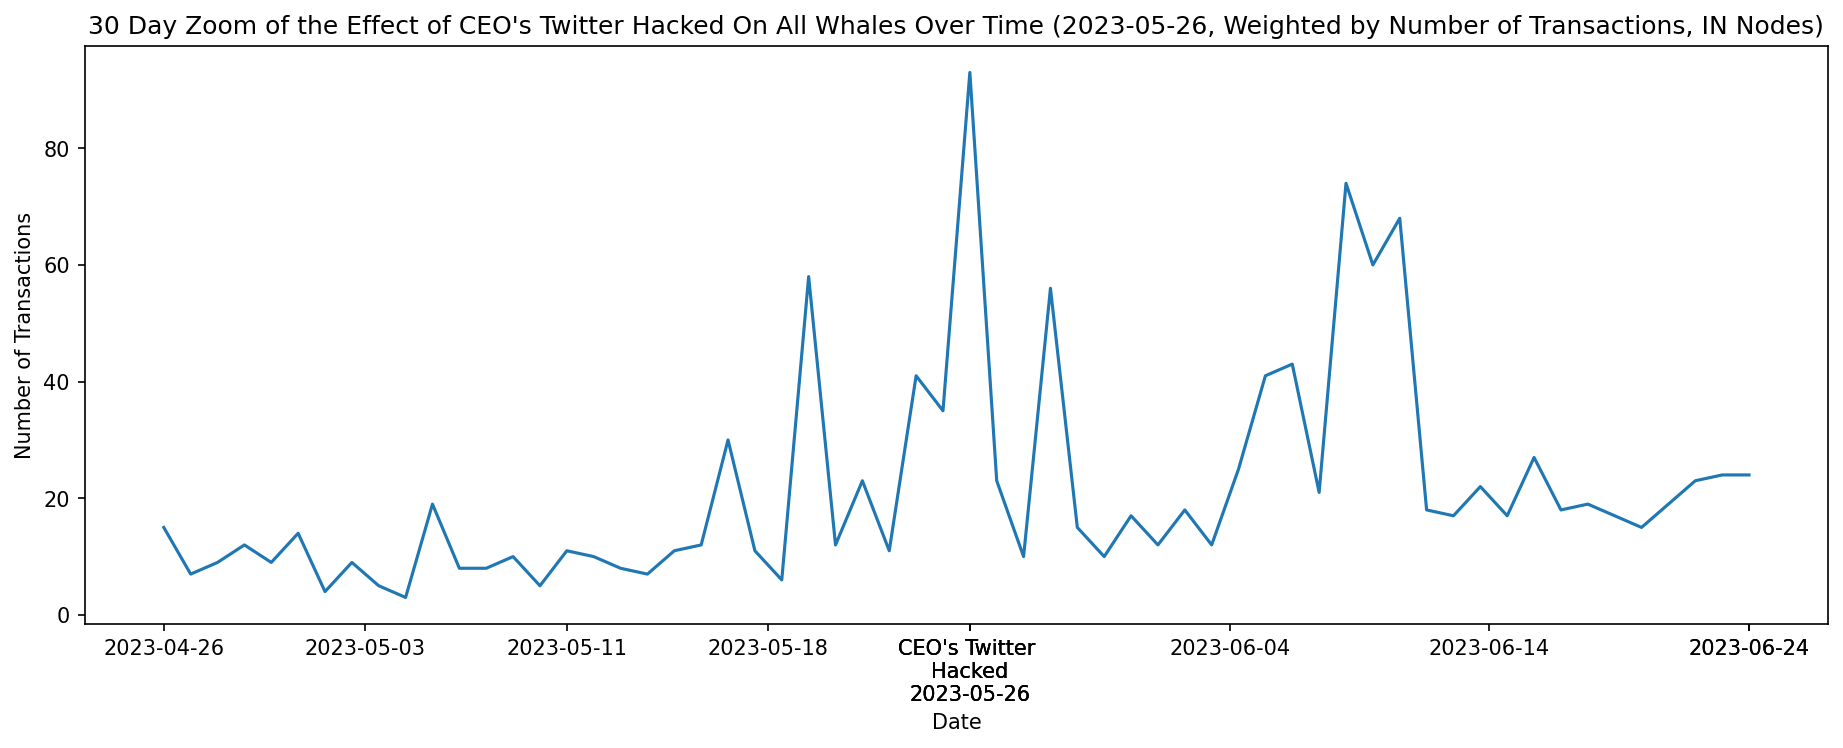 30 Day Zoom of the Effect of CEO's Twitter Hacked On All Whales Over Time (2023-05-26, Weighted by Number of Transactions, IN Nodes)
Number of Transactions
80
60
40
20
0
2023-04-26 2023-05-03 2023-05-11 2023-05-18 CEO's Twitter 2023-06-04 2023-06-14 2023-06-24
Hacked
2023-05-26
Date